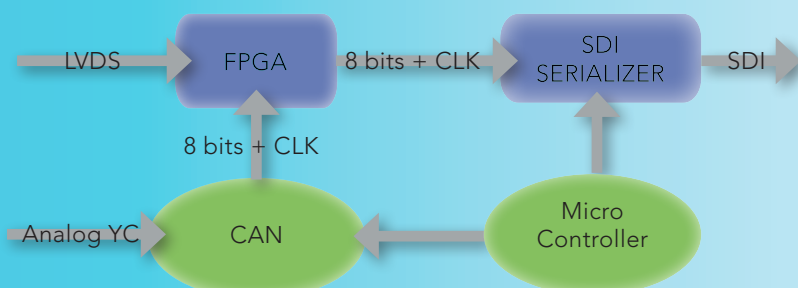 LVDS
FPGA
8 bits + CLK
SDI
SERIALIZER
SDI
8 bits + CLK
Analog YC
CAN
Micro
Controller